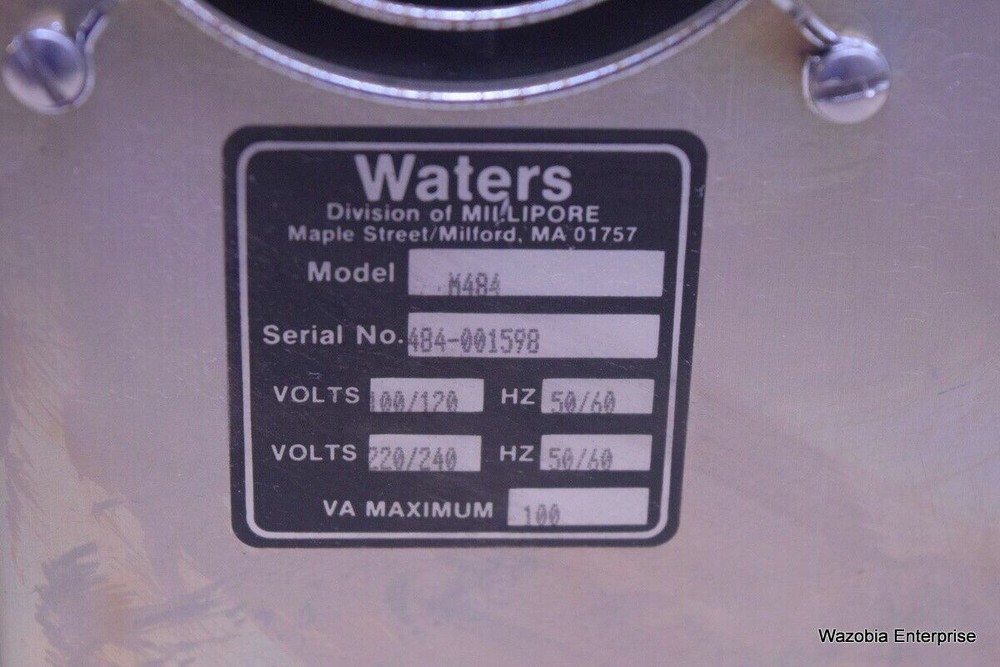 Waters
Division of MILLIPORE
Maple Street/Milford, MA 01757
Model M484
Serial No. 484-001598
VOLTS 100/120 HZ 50/60
VOLTS 220/240 HZ 50/60
VA MAXIMUM 100
Wazobia Enterprise